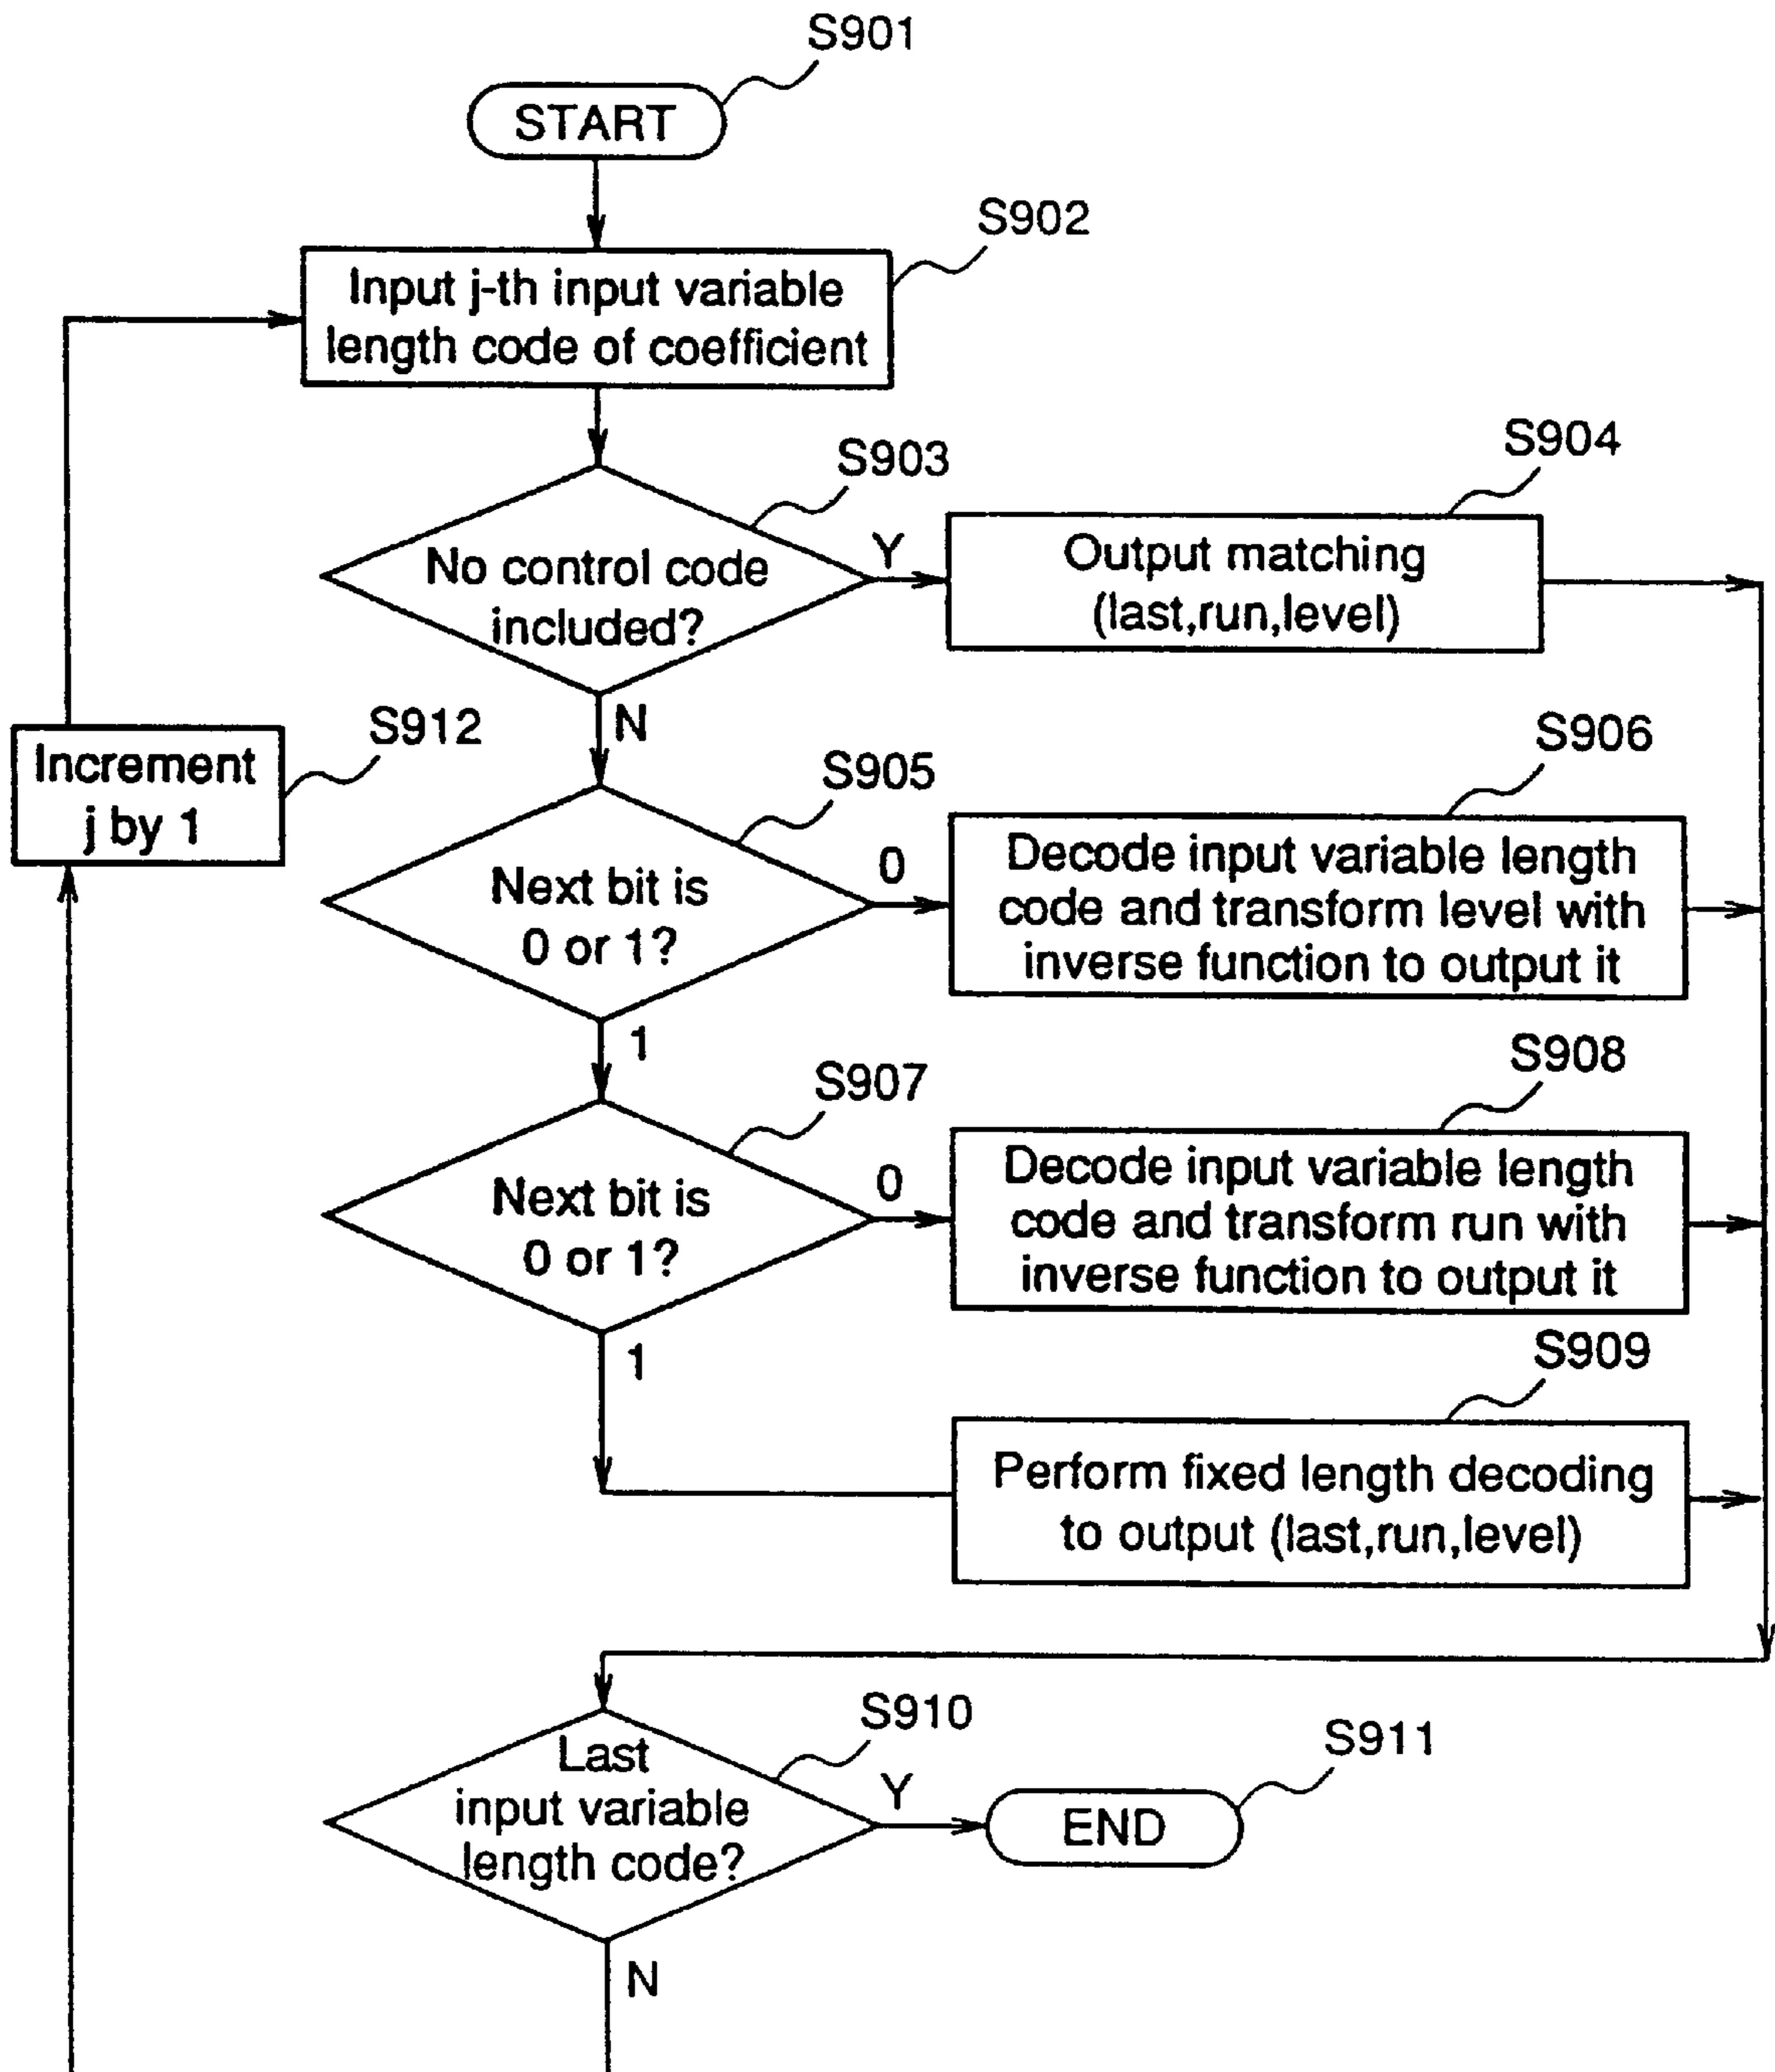 S901
START
S902
Input j-th input variable
length code of coefficient
S903
No control code
included?
Y
S904
Output matching
(last,run,level)
N
S912
Increment
j by 1
S905
Next bit is
0 or 1?
0
S906
Decode input variable length
code and transform level with
inverse function to output it
1
S907
Next bit is
0 or 1?
0
S908
Decode input variable length
code and transform run with
inverse function to output it
1
S909
Perform fixed length decoding
to output (last,run,level)
S910
Last
input variable
length code?
Y
S911
END
N